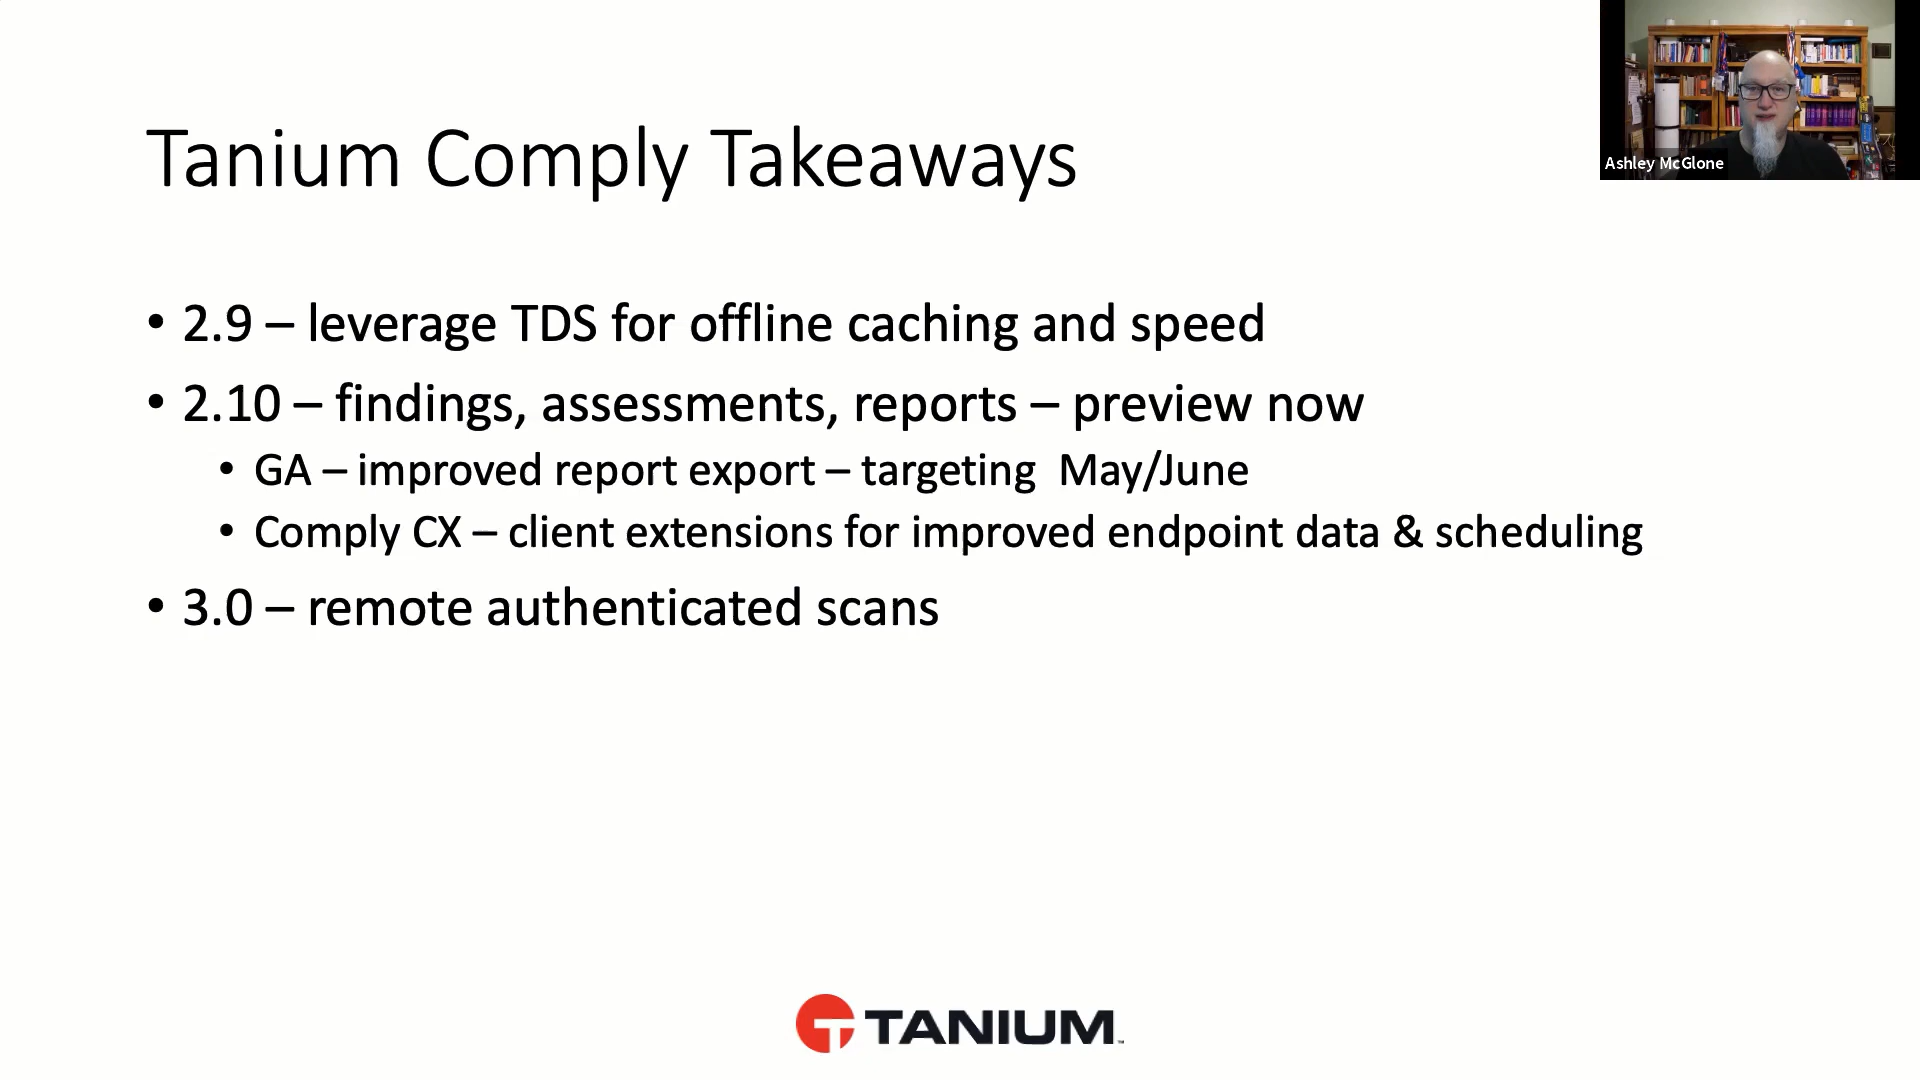 Tanium Comply Takeaways
Ashley McGlone
• 2.9 – leverage TDS for offline caching and speed
• 2.10 – findings, assessments, reports – preview now
• GA – improved report export – targeting  May/June
• Comply CX – client extensions for improved endpoint data & scheduling
• 3.0 – remote authenticated scans
TANIUM™